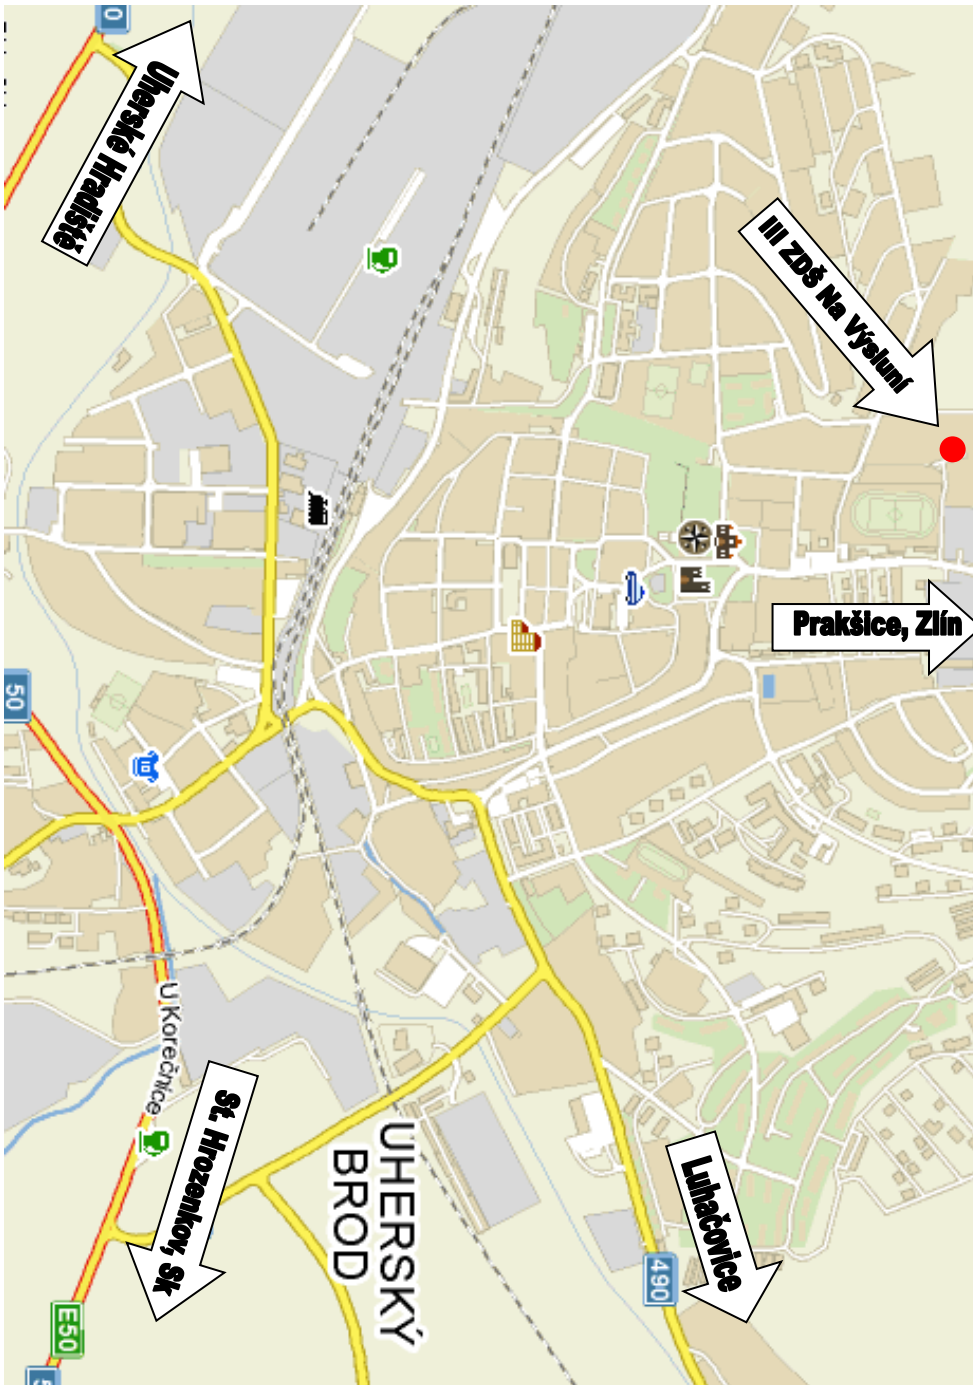 Uherské Hradiště
III ZDŠ Na Výsluní
Prakšice, Zlín
50
U Korečnice
St. Hrozenkov, SK
UHERSKÝ
BROD
Luhačovice
490
E50